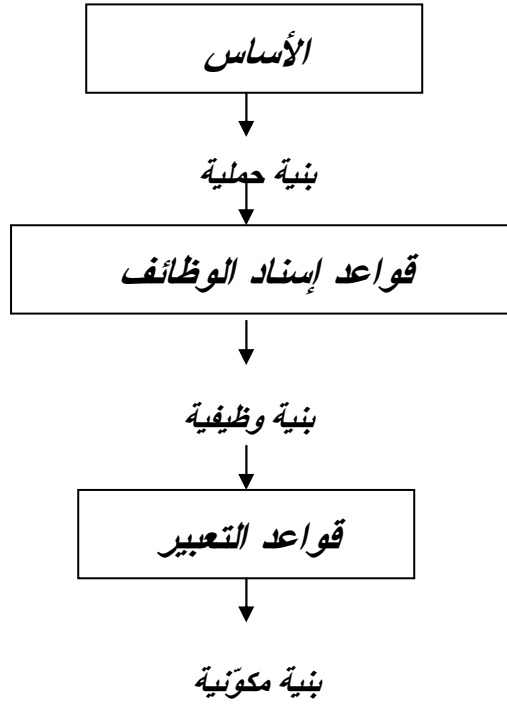 الأساس
بنية حملية
قواعد إسناد الوظائف
بنية وظيفية
قواعد التعبير
بنية مكوّنية